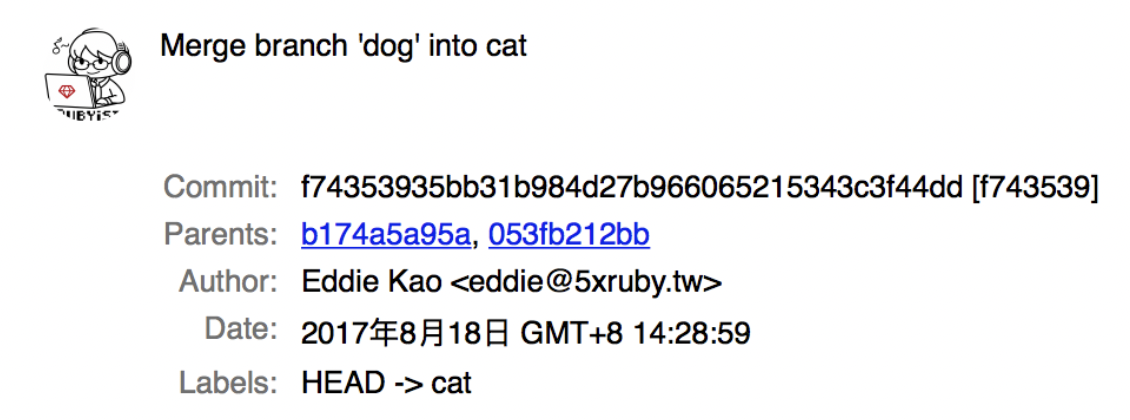 Merge branch 'dog' into cat
Commit: f74353935bb31b984d27b966065215343c3f44dd [f743539]
Parents: b174a5a95a, 053fb212bb
Author: Eddie Kao <eddie@5xruby.tw>
Date: 2017年8月18日 GMT+8 14:28:59
Labels: HEAD -> cat